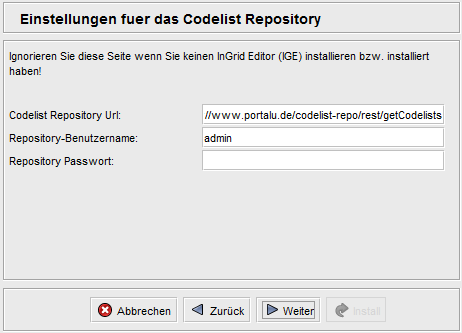 Einstellungen fuer das Codelist Repository
Ignorieren Sie diese Seite wenn Sie keinen InGrid Editor (IGE) installieren bzw. installiert
haben!
Codelist Repository Url: //www.portalu.de/codelist-repo/rest/getCodelists
Repository-Benutzername: admin
Repository Passwort:
Abbrechen Zurück Weiter Install